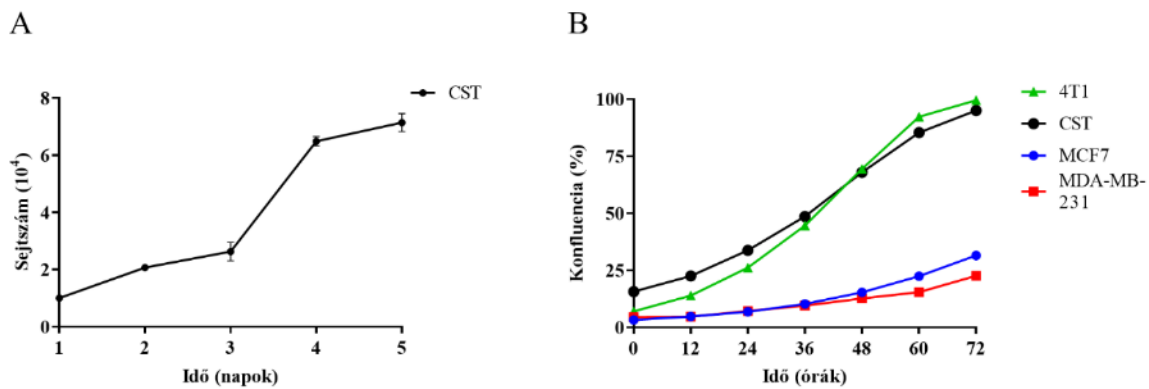 A
B
CST
Sejtszám (10⁴)
8
6
4
2
0
1 2 3 4 5
Idő (napok)
4T1
CST
MCF7
MDA-MB-
231
Konfluencia (%)
100
75
50
25
0
0 12 24 36 48 60 72
Idő (órák)